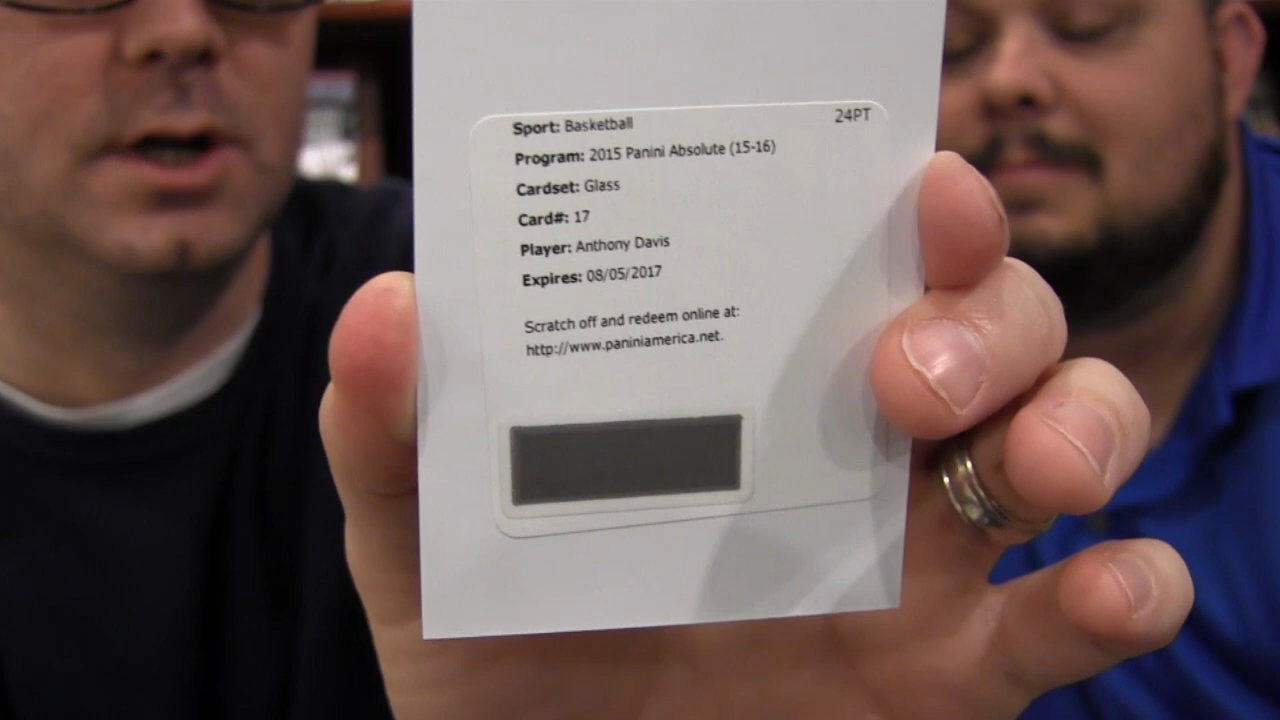 24PT
Sport: Basketball
Program: 2015 Panini Absolute (15-16)
Cardset: Glass
Card#: 17
Player: Anthony Davis
Expires: 08/05/2017
Scratch off and redeem online at:
http://www.paniniamerica.net.